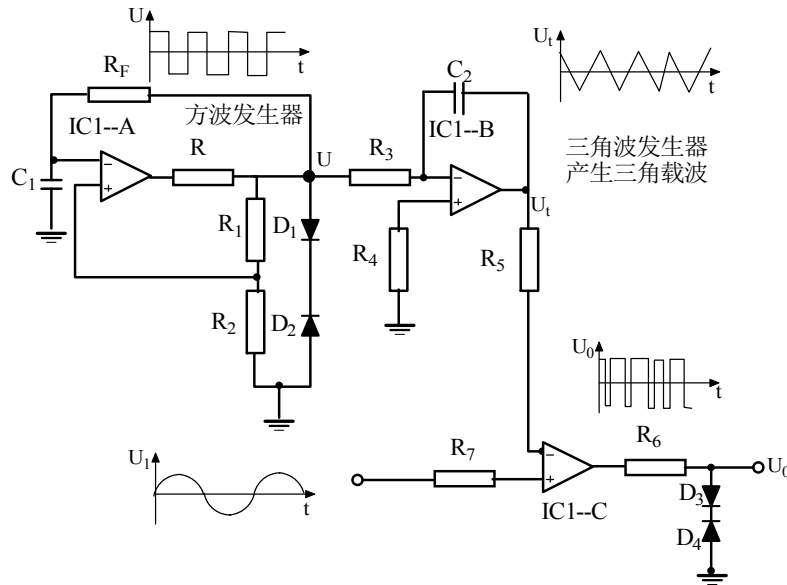 U
t
R_F
方波发生器
IC1--A
C_1
R
U
R_1
D_1
R_2
D_2
C_2
IC1--B
R_3
R_4
U_t
R_5
U_t
t
三角波发生器
产生三角载波
U_0
t
U_1
t
R_7
IC1--C
R_6
U_0
D_3
D_4